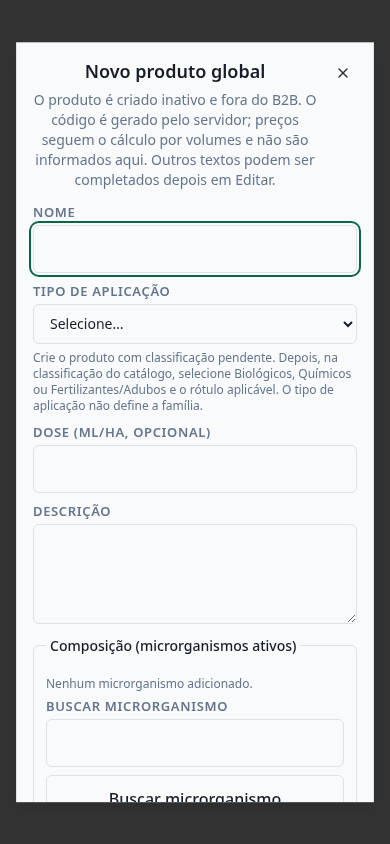 Novo produto global
×
O produto é criado inativo e fora do B2B. O
código é gerado pelo servidor; preços
seguem o cálculo por volumes e não são
informados aqui. Outros textos podem ser
completados depois em Editar.
NOME
TIPO DE APLICAÇÃO
Selecione...
Crie o produto com classificação pendente. Depois, na
classificação do catálogo, selecione Biológicos, Químicos
ou Fertilizantes/Adubos e o rótulo aplicável. O tipo de
aplicação não define a família.
DOSE (ML/HA, OPCIONAL)
DESCRIÇÃO
Composição (microrganismos ativos)
Nenhum microrganismo adicionado.
BUSCAR MICRORGANISMO
Buscar microrganismo